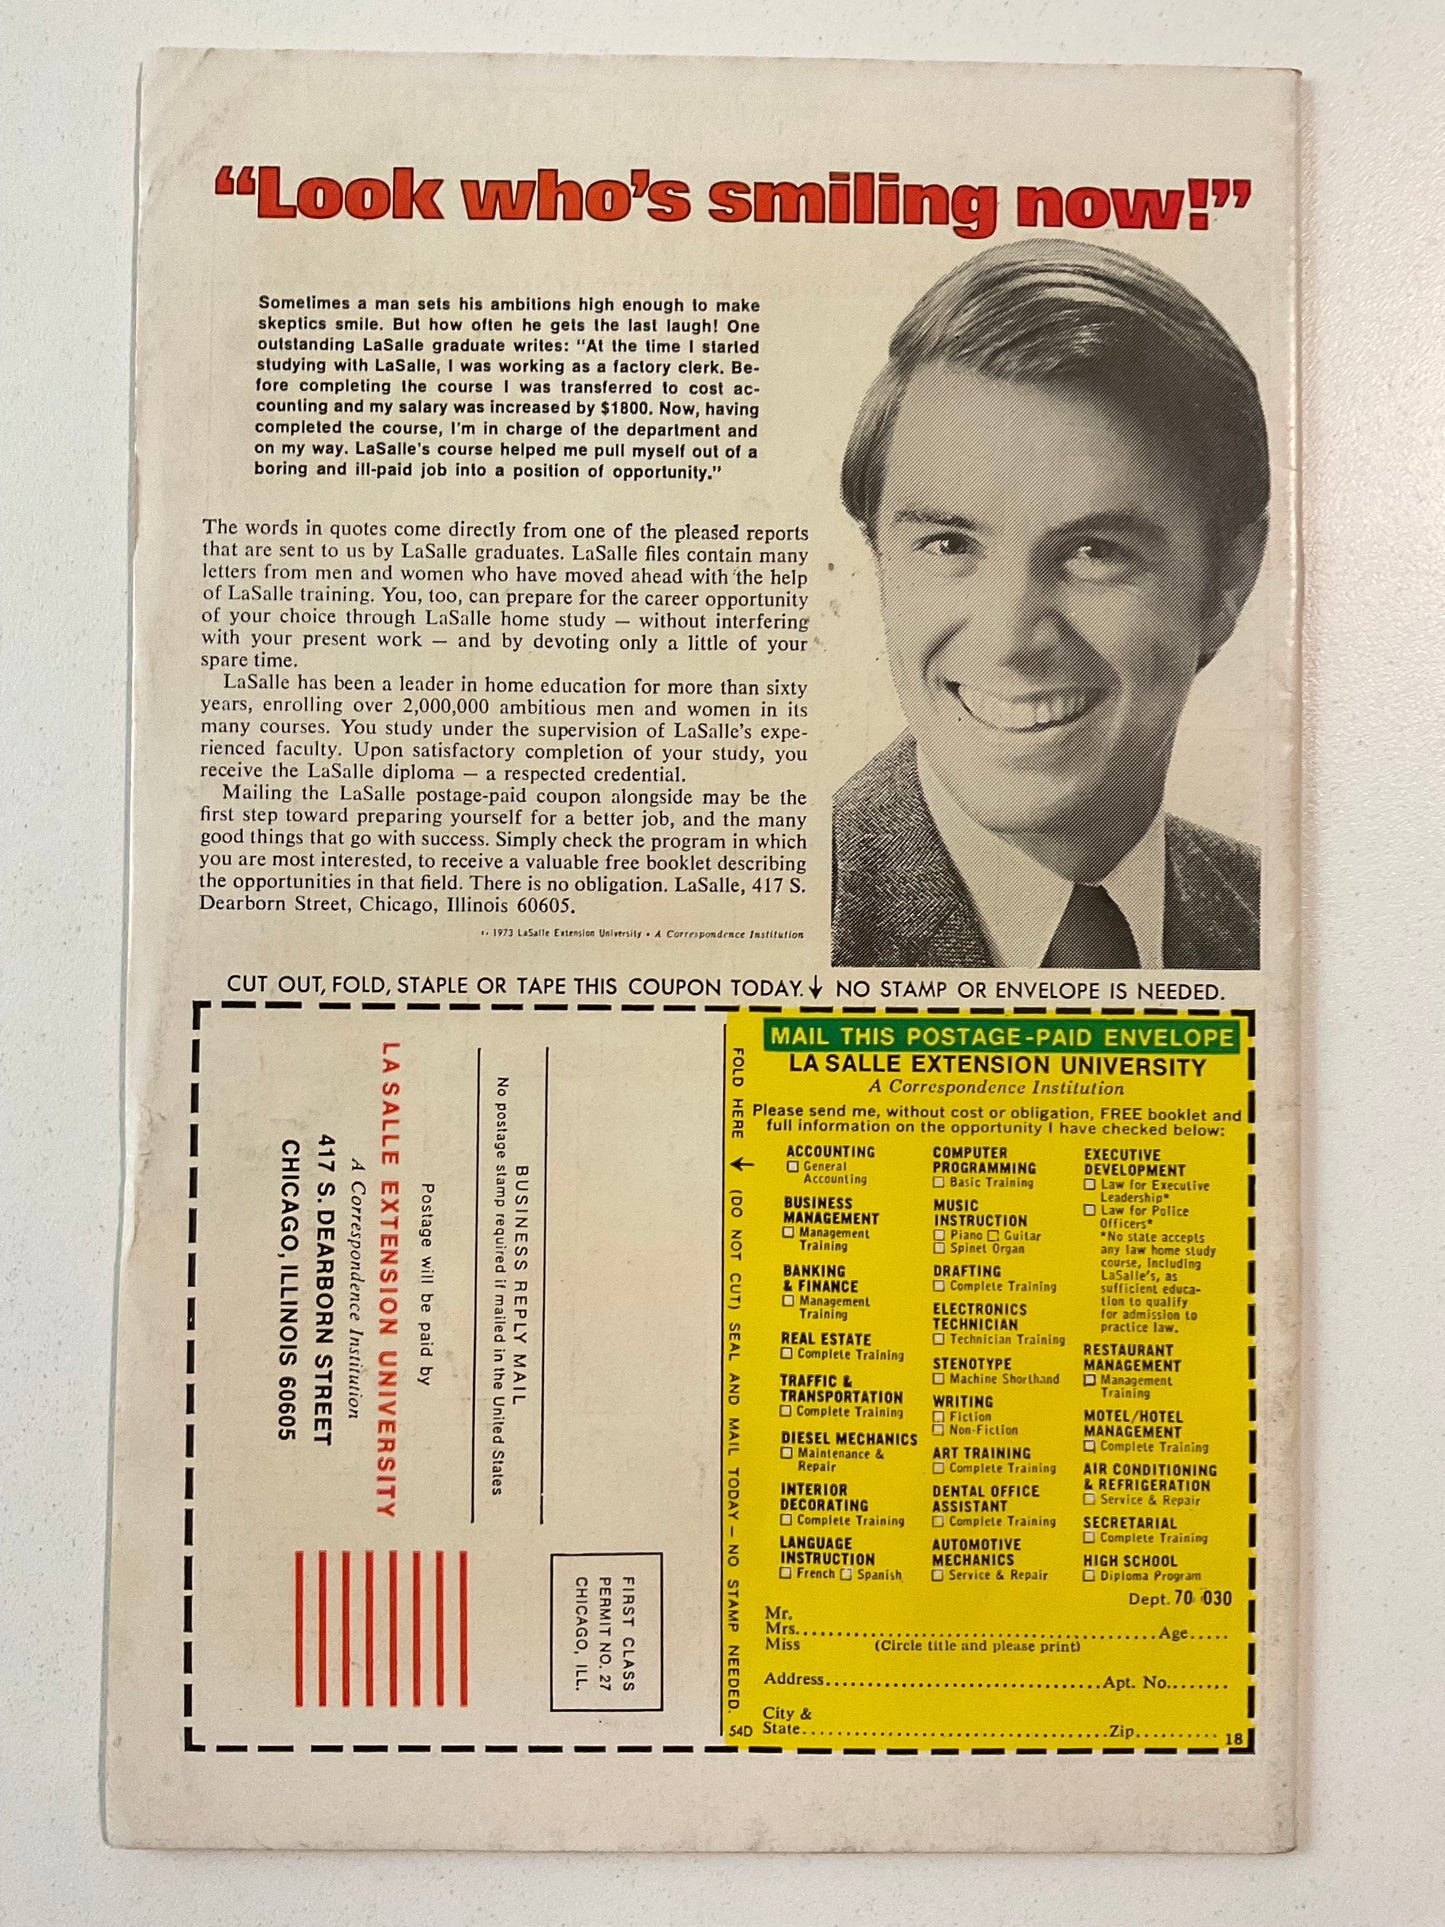 “Look who’s smiling now!”
Sometimes a man sets his ambitions high enough to make
skeptics smile. But how often he gets the last laugh! One
outstanding LaSalle graduate writes: “At the time I started
studying with LaSalle, I was working as a factory clerk. Be-
fore completing the course I was transferred to cost ac-
counting and my salary was increased by $1800. Now, having
completed the course, I’m in charge of the department and
on my way. LaSalle’s course helped me pull myself out of a
boring and ill-paid job into a position of opportunity.”
The words in quotes come directly from one of the pleased reports
that are sent to us by LaSalle graduates. LaSalle files contain many
letters from men and women who have moved ahead with the help
of LaSalle training. You, too, can prepare for the career opportunity
of your choice through LaSalle home study — without interfering
with your present work — and by devoting only a little of your
spare time.
LaSalle has been a leader in home education for more than sixty
years, enrolling over 2,000,000 ambitious men and women in its
many courses. You study under the supervision of LaSalle’s expe-
rienced faculty. Upon satisfactory completion of your study, you
receive the LaSalle diploma — a respected credential.
Mailing the LaSalle postage-paid coupon alongside may be the
first step toward preparing yourself for a better job, and the many
good things that go with success. Simply check the program in which
you are most interested, to receive a valuable free booklet describing
the opportunities in that field. There is no obligation. LaSalle, 417 S.
Dearborn Street, Chicago, Illinois 60605.
1973 LaSalle Extension University • A Correspondence Institution
CUT OUT, FOLD, STAPLE OR TAPE THIS COUPON TODAY.↓ NO STAMP OR ENVELOPE IS NEEDED.
FIRST CLASS
PERMIT NO. 27
CHICAGO, ILL.
BUSINESS REPLY MAIL
No postage stamp required if mailed in the United States
Postage will be paid by
LA SALLE EXTENSION UNIVERSITY
A Correspondence Institution
417 S. DEARBORN STREET
CHICAGO, ILLINOIS 60605
FOLD HERE ↓ (DO NOT CUT) SEAL AND MAIL TODAY — NO STAMP NEEDED.
54D
MAIL THIS POSTAGE-PAID ENVELOPE
LA SALLE EXTENSION UNIVERSITY
A Correspondence Institution
Please send me, without cost or obligation, FREE booklet and
full information on the opportunity I have checked below:
ACCOUNTING
☐ General
Accounting
BUSINESS
MANAGEMENT
☐ Management
Training
BANKING
& FINANCE
☐ Management
Training
REAL ESTATE
☐ Complete Training
TRAFFIC &
TRANSPORTATION
☐ Complete Training
DIESEL MECHANICS
☐ Maintenance &
Repair
INTERIOR
DECORATING
☐ Complete Training
LANGUAGE
INSTRUCTION
☐ French ☐ Spanish
COMPUTER
PROGRAMMING
☐ Basic Training
MUSIC
INSTRUCTION
☐ Piano ☐ Guitar
☐ Spinet Organ
DRAFTING
☐ Complete Training
ELECTRONICS
TECHNICIAN
☐ Technician Training
STENOTYPE
☐ Machine Shorthand
WRITING
☐ Fiction
☐ Non-Fiction
ART TRAINING
☐ Complete Training
DENTAL OFFICE
ASSISTANT
☐ Complete Training
AUTOMOTIVE
MECHANICS
☐ Service & Repair
EXECUTIVE
DEVELOPMENT
☐ Law for Executive
Leadership*
☐ Law for Police
Officers*
*No state accepts
any law home study
course, including
LaSalle’s, as
sufficient educa-
tion to qualify
for admission to
practice law.
RESTAURANT
MANAGEMENT
☐ Management
Training
MOTEL/HOTEL
MANAGEMENT
☐ Complete Training
AIR CONDITIONING
& REFRIGERATION
☐ Service & Repair
SECRETARIAL
☐ Complete Training
HIGH SCHOOL
☐ Diploma Program
Dept. 70 030
Mr.
Mrs. Age
Miss (Circle title and please print)
Address Apt. No.
City &
State Zip
18